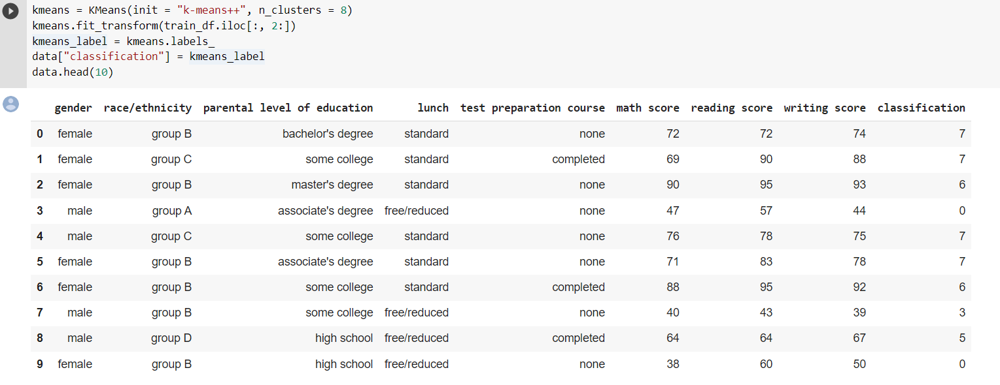 kmeans = KMeans(init = "k-means++", n_clusters = 8)
kmeans.fit_transform(train_df.iloc[:, 2:])
kmeans_label = kmeans.labels_
data["classification"] = kmeans_label
data.head(10)
gender race/ethnicity parental level of education lunch test preparation course math score reading score writing score classification
0 female group B bachelor's degree standard none 72 72 74 7
1 female group C some college standard completed 69 90 88 7
2 female group B master's degree standard none 90 95 93 6
3 male group A associate's degree free/reduced none 47 57 44 0
4 male group C some college standard none 76 78 75 7
5 female group B associate's degree standard none 71 83 78 7
6 female group B some college standard completed 88 95 92 6
7 male group B some college free/reduced none 40 43 39 3
8 male group D high school free/reduced completed 64 64 67 5
9 female group B high school free/reduced none 38 60 50 0